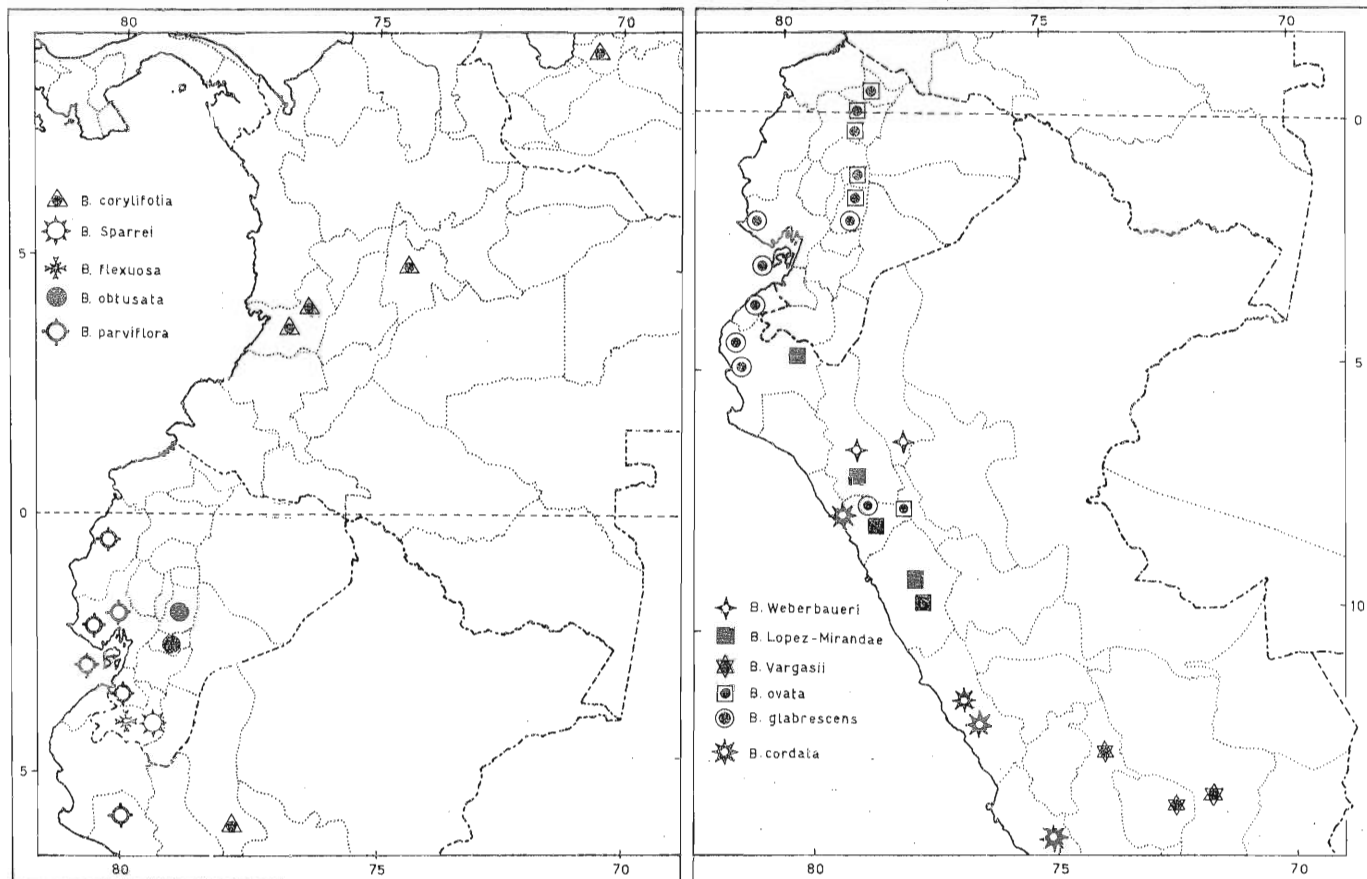 80 75 70
5
B. corylifotia
B. Sparrei
B. flexuosa
B. obtusata
B. parviflora
0
5
80 75 70
80 75 70
0
5
10
B. Weberbaueri
B. Lopez-Mirandae
B. Vargasii
B. ovata
B. glabrescens
B. cordata
80 75 70